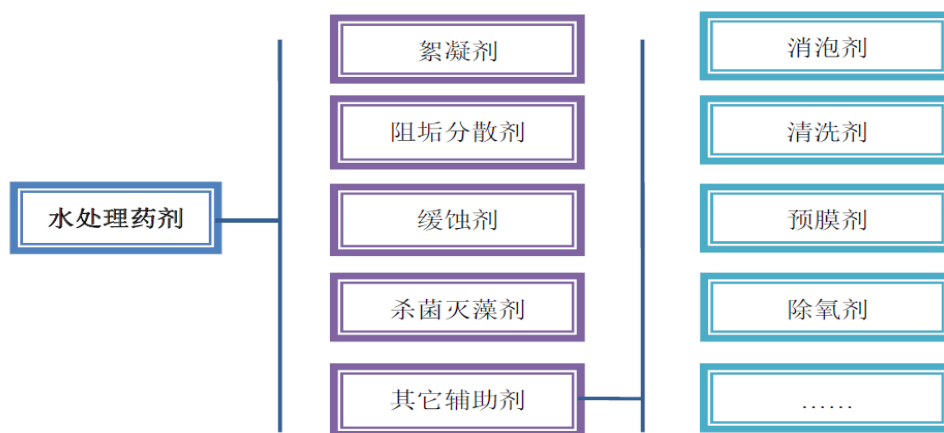 水处理药剂
絮凝剂
阻垢分散剂
缓蚀剂
杀菌灭藻剂
其它辅助剂
消泡剂
清洗剂
预膜剂
除氧剂
……